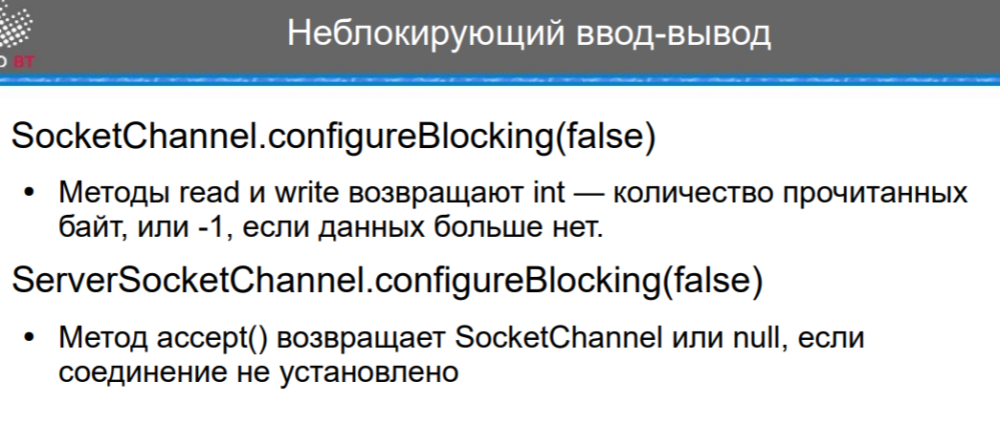 Неблокирующий ввод-вывод
ВТ
SocketChannel.configureBlocking(false)
• Методы read и write возвращают int — количество прочитанных
байт, или -1, если данных больше нет.
ServerSocketChannel.configureBlocking(false)
• Метод accept() возвращает SocketChannel или null, если
соединение не установлено